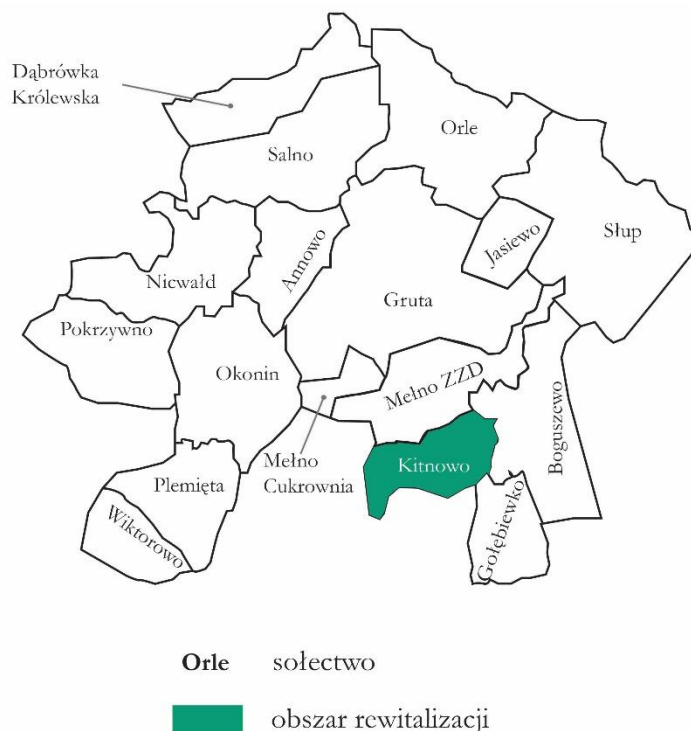 Dąbrówka
Królewska
Orle
Salno
Słup
Jasiewo
Annowo
Nicwałd
Gruta
Pokrzywno
Okonin
Mełno ZZD
Boguszewo
Mełno
Cukrownia
Kitnowo
Plemięta
Wiktorowo
Gołębiewko
Orle sołectwo
obszar rewitalizacji